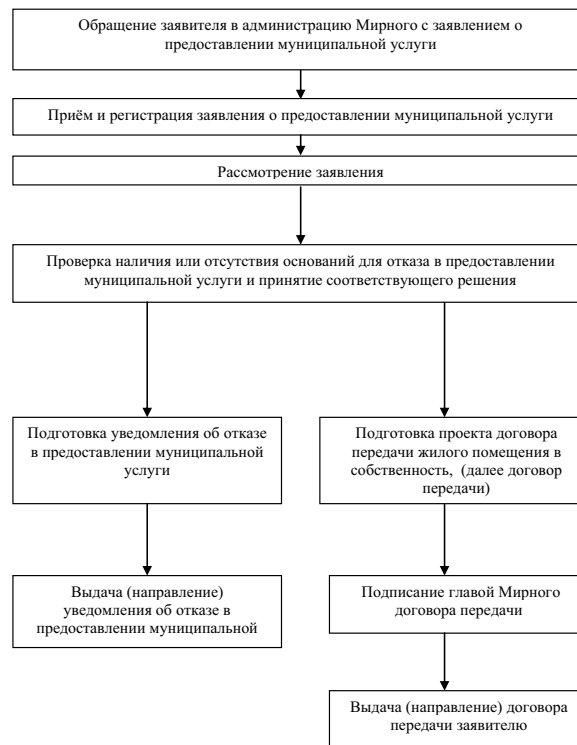 Обращение заявителя в администрацию Мирного с заявлением о
предоставлении муниципальной услуги
Приём и регистрация заявления о предоставлении муниципальной услуги
Рассмотрение заявления
Проверка наличия или отсутствия оснований для отказа в предоставлении
муниципальной услуги и принятие соответствующего решения
Подготовка уведомления об отказе
в предоставлении муниципальной
услуги
Подготовка проекта договора
передачи жилого помещения в
собственность, (далее договор
передачи)
Выдача (направление)
уведомления об отказе в
предоставлении муниципальной
Подписание главой Мирного
договора передачи
Выдача (направление) договора
передачи заявителю